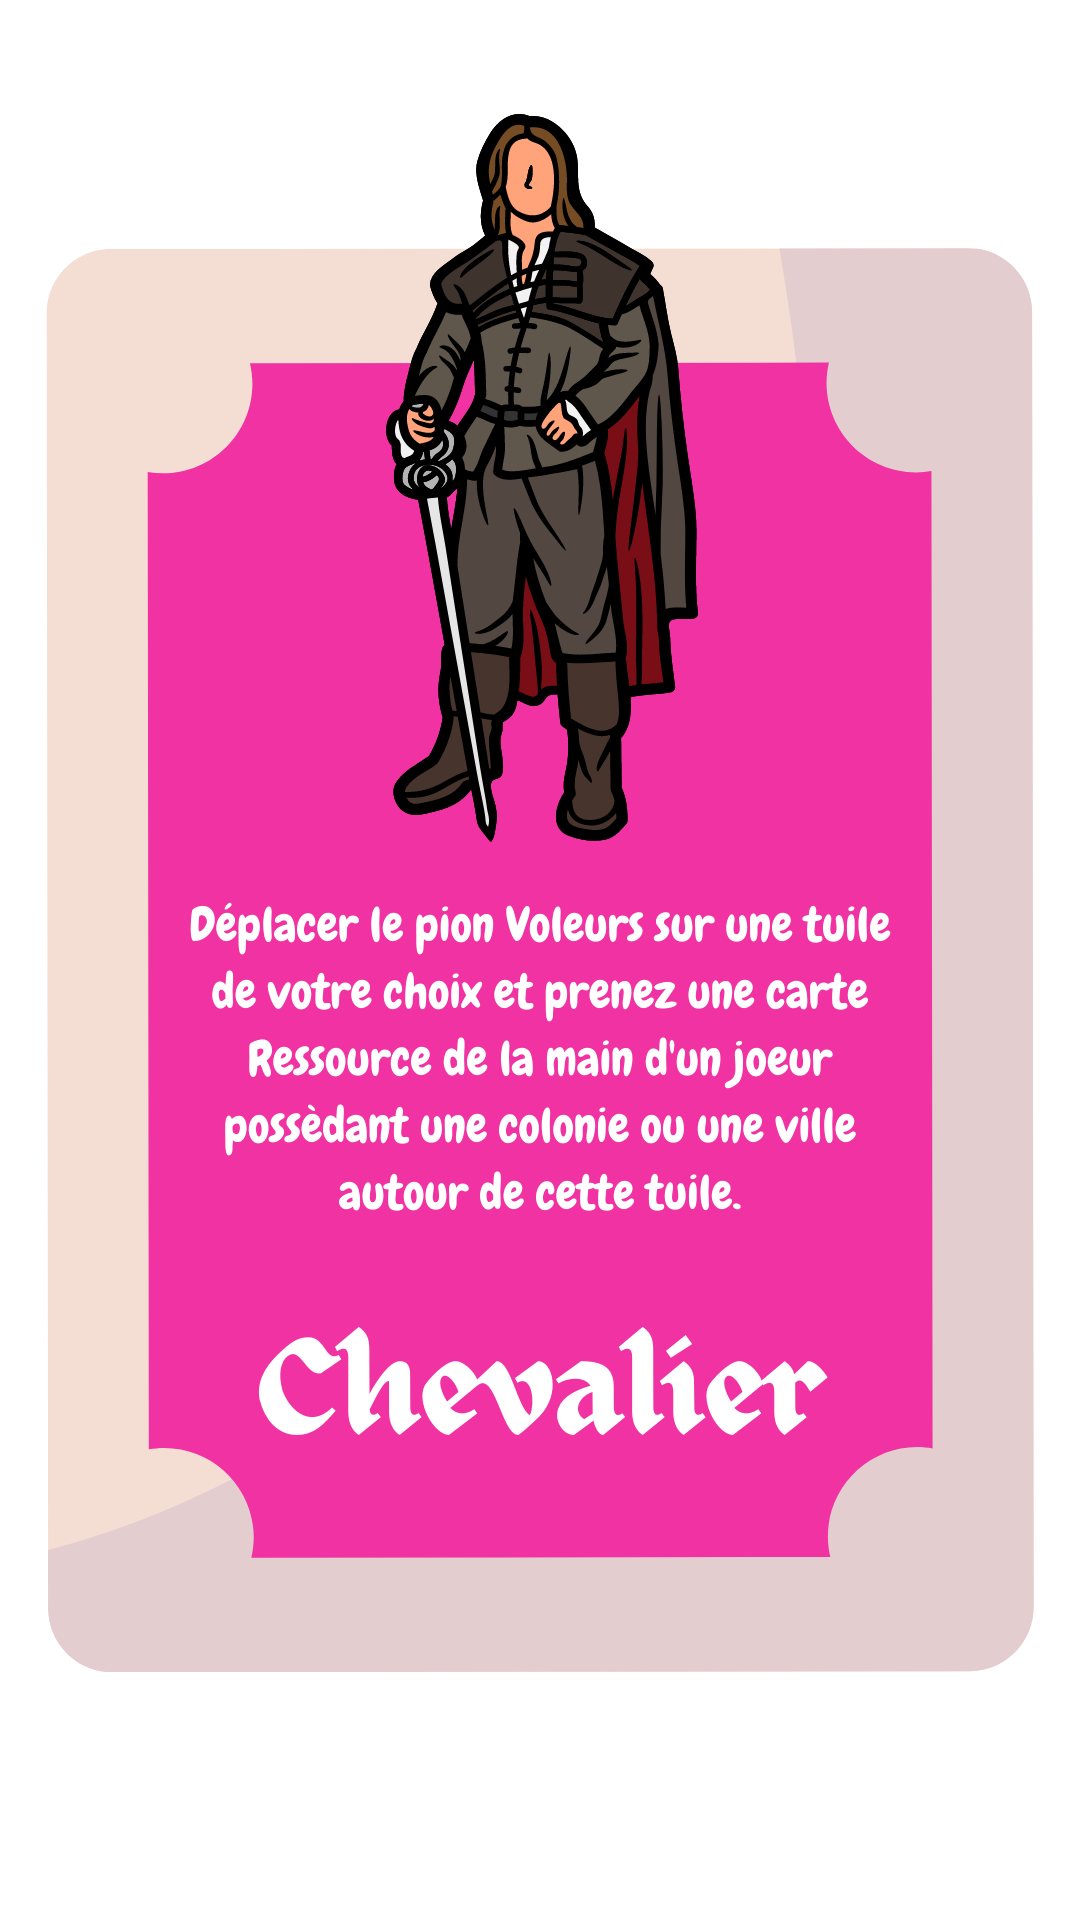 Déplacer le pion Voleurs sur une tuile
de votre choix et prenez une carte
Ressource de la main d'un joeur
possèdant une colonie ou une ville
autour de cette tuile.
Chevalier